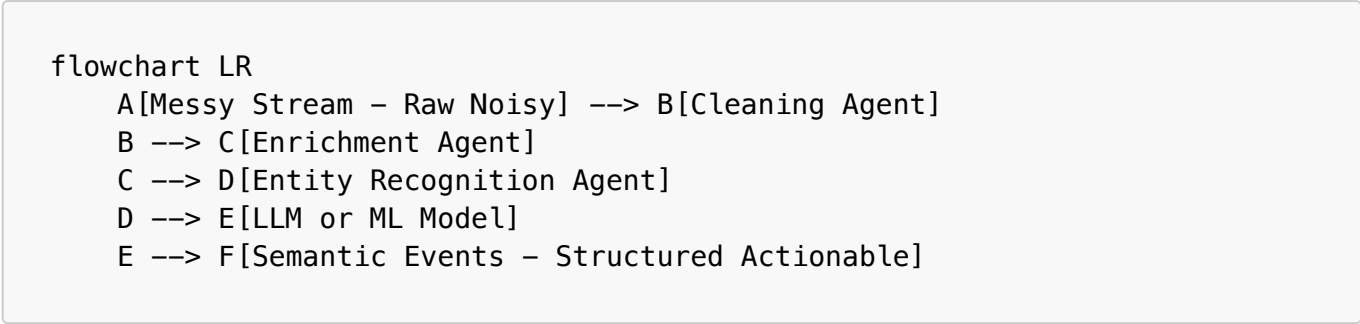 flowchart LR
    A[Messy Stream – Raw Noisy] --> B[Cleaning Agent]
    B --> C[Enrichment Agent]
    C --> D[Entity Recognition Agent]
    D --> E[LLM or ML Model]
    E --> F[Semantic Events – Structured Actionable]